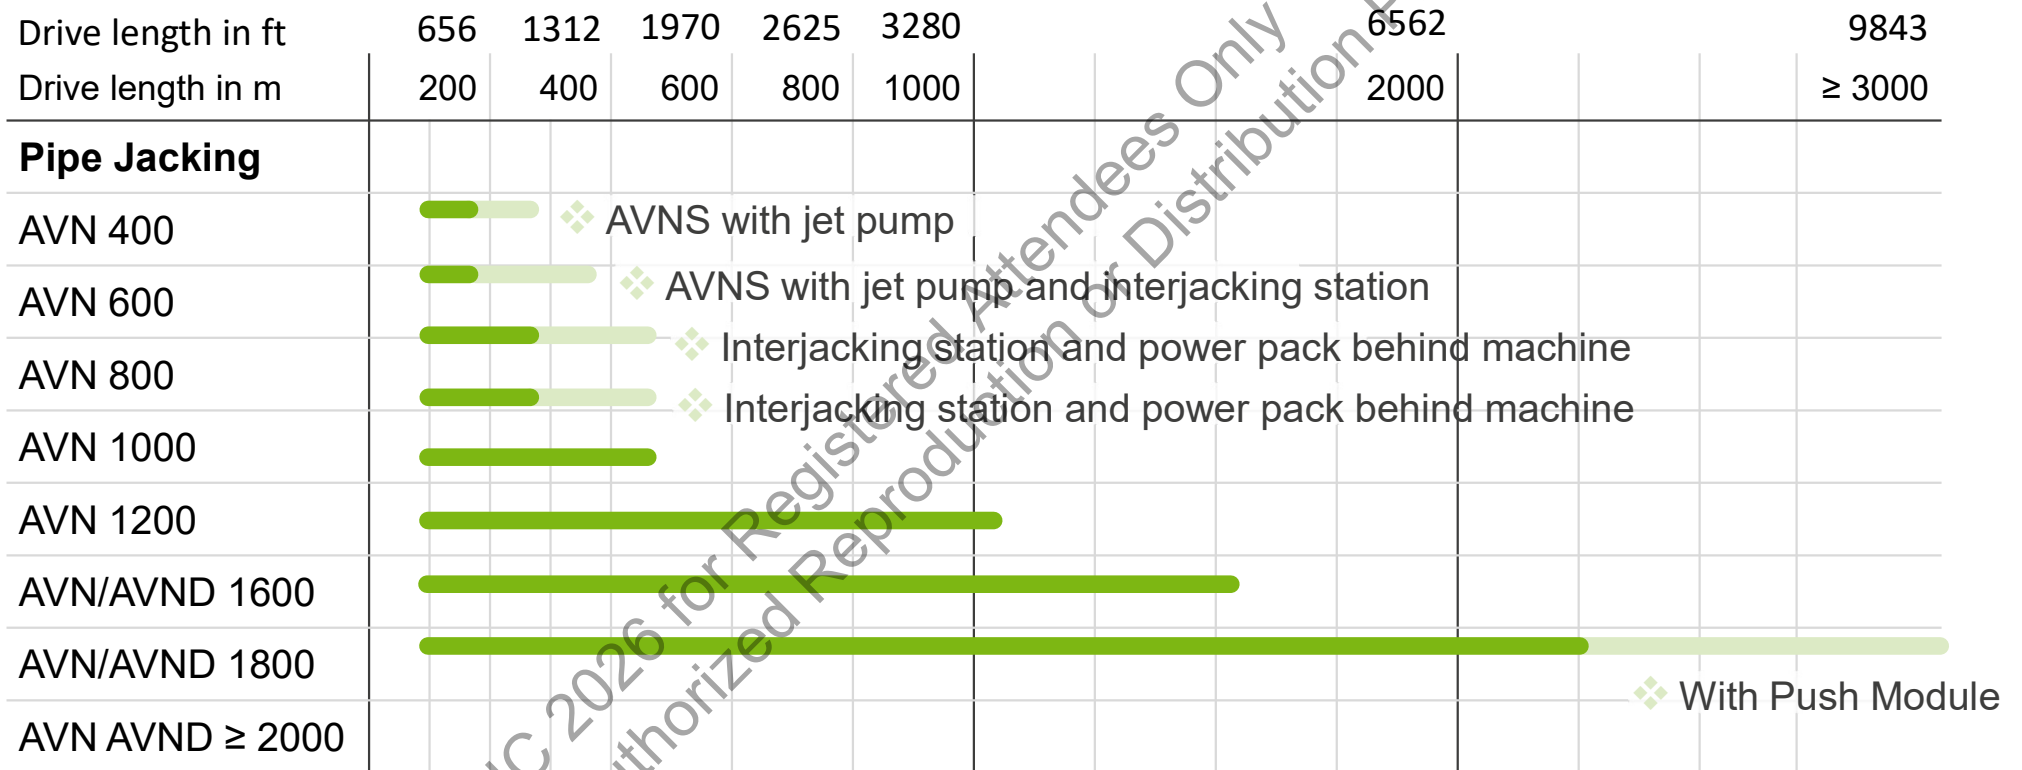 Drive length in ft 656 1312 1970 2625 3280 6562 9843
Drive length in m 200 400 600 800 1000 2000 ≥ 3000
Pipe Jacking
AVN 400 AVNS with jet pump
AVN 600 AVNS with jet pump and interjacking station
AVN 800 Interjacking station and power pack behind machine
AVN 1000 Interjacking station and power pack behind machine
AVN 1200
AVN/AVND 1600
AVN/AVND 1800
With Push Module
AVN AVND ≥ 2000
2026 for Registered Attendees Only
Reproduction or Distribution